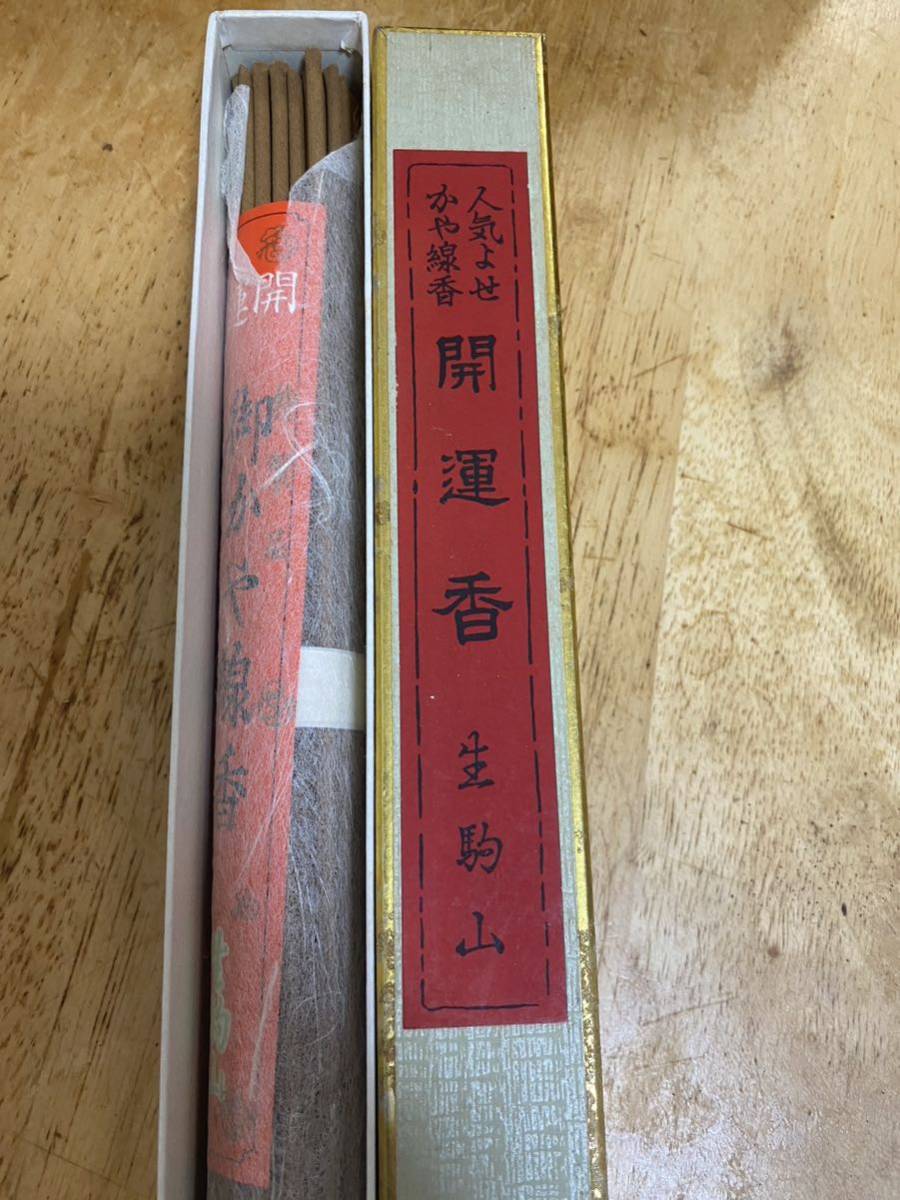 人気よせ
かや線香
開運香
生駒山
開
御かや線香